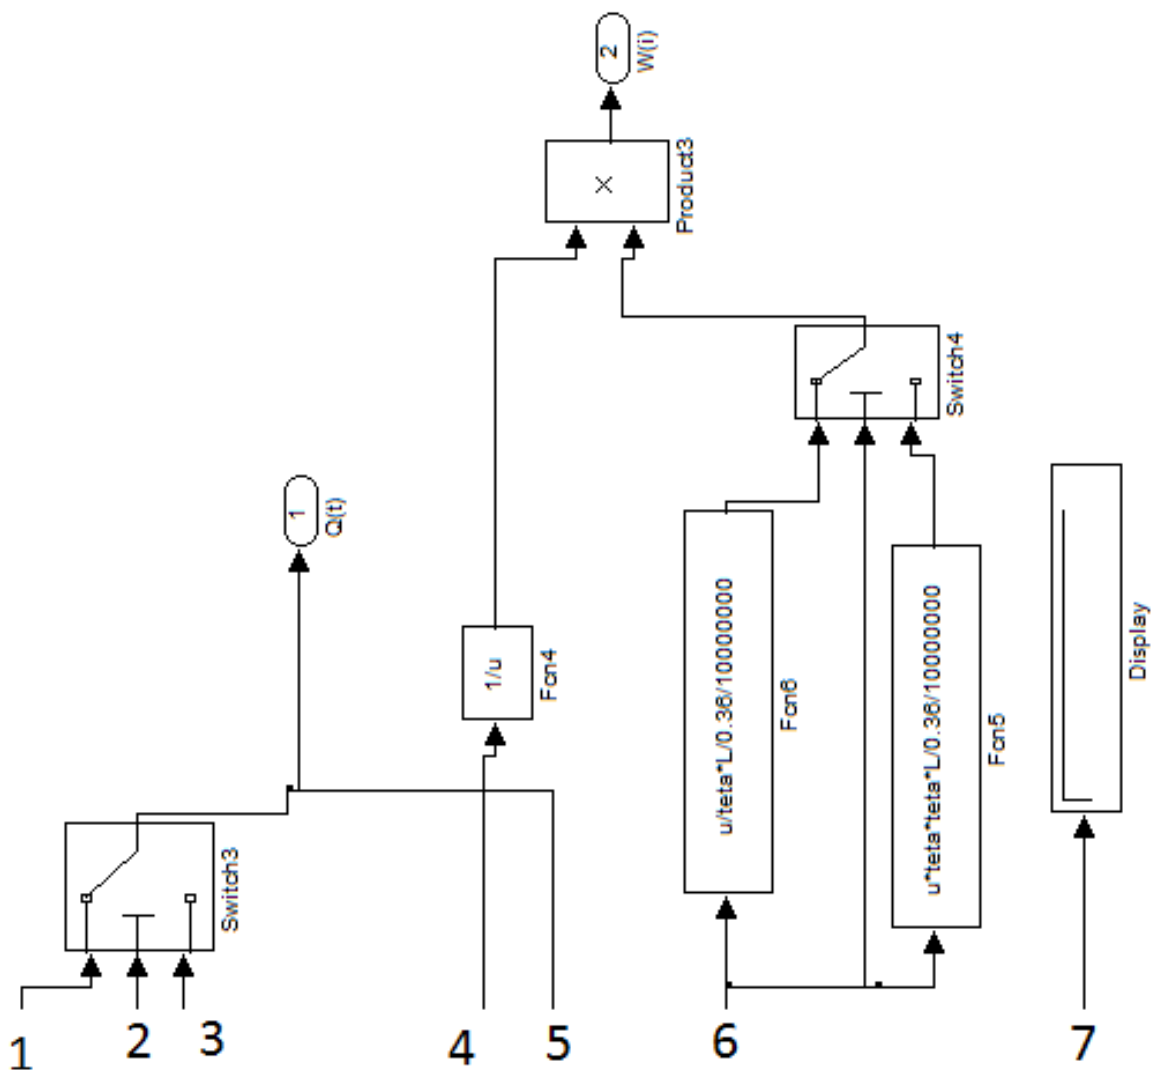 2
W(i)
×
Product3
Switch4
1
Q(t)
1/u
Fcn4
u/teta*L/0.36/10000000
Fcn6
u*teta*teta*L/0.36/10000000
Fcn5
Display
Switch3
1 2 3 4 5 6 7